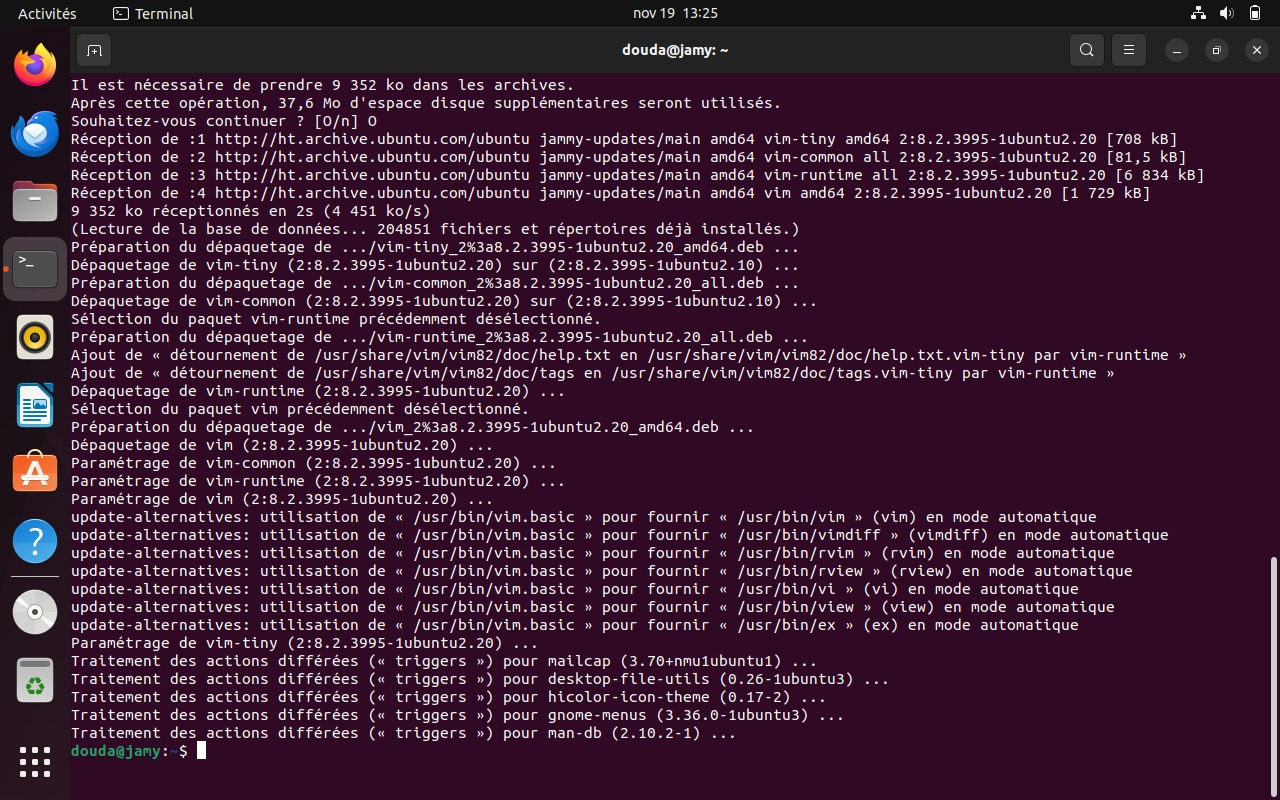 Activités
Terminal
nov 19 13:25
douda@jamy: ~
Il est nécessaire de prendre 9 352 ko dans les archives.
Après cette opération, 37,6 Mo d'espace disque supplémentaires seront utilisés.
Souhaitez-vous continuer ? [O/n] O
Réception de :1 http://ht.archive.ubuntu.com/ubuntu jammy-updates/main amd64 vim-tiny amd64 2:8.2.3995-1ubuntu2.20 [708 kB]
Réception de :2 http://ht.archive.ubuntu.com/ubuntu jammy-updates/main amd64 vim-common all 2:8.2.3995-1ubuntu2.20 [81,5 kB]
Réception de :3 http://ht.archive.ubuntu.com/ubuntu jammy-updates/main amd64 vim-runtime all 2:8.2.3995-1ubuntu2.20 [6 834 kB]
Réception de :4 http://ht.archive.ubuntu.com/ubuntu jammy-updates/main amd64 vim amd64 2:8.2.3995-1ubuntu2.20 [1 729 kB]
9 352 ko réceptionnés en 2s (4 451 ko/s)
(Lecture de la base de données... 204851 fichiers et répertoires déjà installés.)
Préparation du dépaquetage de .../vim-tiny_2%3a8.2.3995-1ubuntu2.20_amd64.deb ...
Dépaquetage de vim-tiny (2:8.2.3995-1ubuntu2.20) sur (2:8.2.3995-1ubuntu2.10) ...
Préparation du dépaquetage de .../vim-common_2%3a8.2.3995-1ubuntu2.20_all.deb ...
Dépaquetage de vim-common (2:8.2.3995-1ubuntu2.20) sur (2:8.2.3995-1ubuntu2.10) ...
Sélection du paquet vim-runtime précédemment désélectionné.
Préparation du dépaquetage de .../vim-runtime_2%3a8.2.3995-1ubuntu2.20_all.deb ...
Ajout de « détournement de /usr/share/vim/vim82/doc/help.txt en /usr/share/vim/vim82/doc/help.txt.vim-tiny par vim-runtime »
Ajout de « détournement de /usr/share/vim/vim82/doc/tags en /usr/share/vim/vim82/doc/tags.vim-tiny par vim-runtime »
Dépaquetage de vim-runtime (2:8.2.3995-1ubuntu2.20) ...
Sélection du paquet vim précédemment désélectionné.
Préparation du dépaquetage de .../vim_2%3a8.2.3995-1ubuntu2.20_amd64.deb ...
Dépaquetage de vim (2:8.2.3995-1ubuntu2.20) ...
Paramétrage de vim-common (2:8.2.3995-1ubuntu2.20) ...
Paramétrage de vim-runtime (2:8.2.3995-1ubuntu2.20) ...
Paramétrage de vim (2:8.2.3995-1ubuntu2.20) ...
update-alternatives: utilisation de « /usr/bin/vim.basic » pour fournir « /usr/bin/vim » (vim) en mode automatique
update-alternatives: utilisation de « /usr/bin/vim.basic » pour fournir « /usr/bin/vimdiff » (vimdiff) en mode automatique
update-alternatives: utilisation de « /usr/bin/vim.basic » pour fournir « /usr/bin/rvim » (rvim) en mode automatique
update-alternatives: utilisation de « /usr/bin/vim.basic » pour fournir « /usr/bin/rview » (rview) en mode automatique
update-alternatives: utilisation de « /usr/bin/vim.basic » pour fournir « /usr/bin/vi » (vi) en mode automatique
update-alternatives: utilisation de « /usr/bin/vim.basic » pour fournir « /usr/bin/view » (view) en mode automatique
update-alternatives: utilisation de « /usr/bin/vim.basic » pour fournir « /usr/bin/ex » (ex) en mode automatique
Paramétrage de vim-tiny (2:8.2.3995-1ubuntu2.20) ...
Traitement des actions différées (« triggers ») pour mailcap (3.70+nmu1ubuntu1) ...
Traitement des actions différées (« triggers ») pour desktop-file-utils (0.26-1ubuntu3) ...
Traitement des actions différées (« triggers ») pour hicolor-icon-theme (0.17-2) ...
Traitement des actions différées (« triggers ») pour gnome-menus (3.36.0-1ubuntu3) ...
Traitement des actions différées (« triggers ») pour man-db (2.10.2-1) ...
douda@jamy:~$